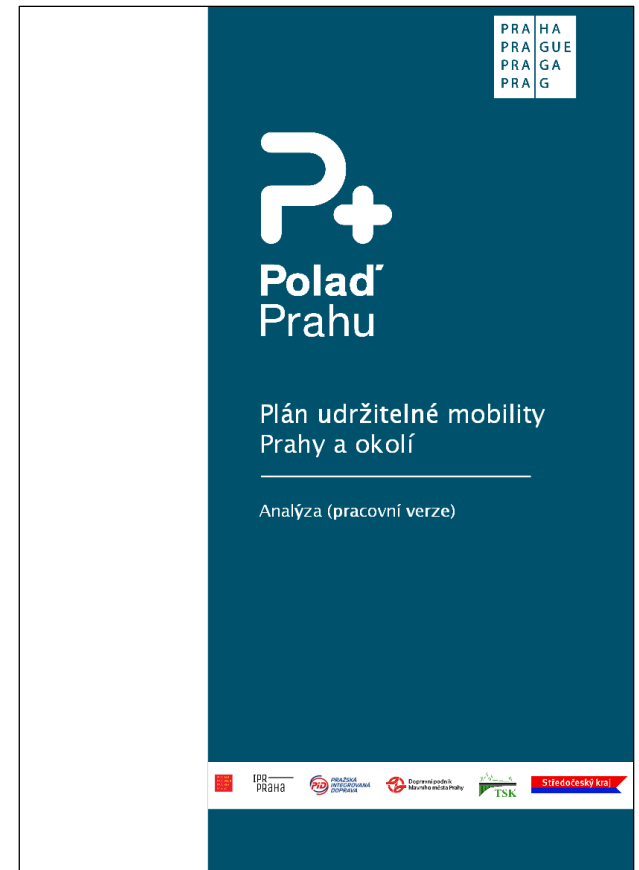 PRA HA
PRA GUE
PRA GA
PRA G
P+
Polaď
Prahu
Plán udržitelné mobility
Prahy a okolí
Analýza (pracovní verze)
IPR
PRAHA
PID
PRAŽSKÁ
INTEGROVANÁ
DOPRAVA
Dopravní podnik
hlavního města Prahy
TSK
Středočeský kraj